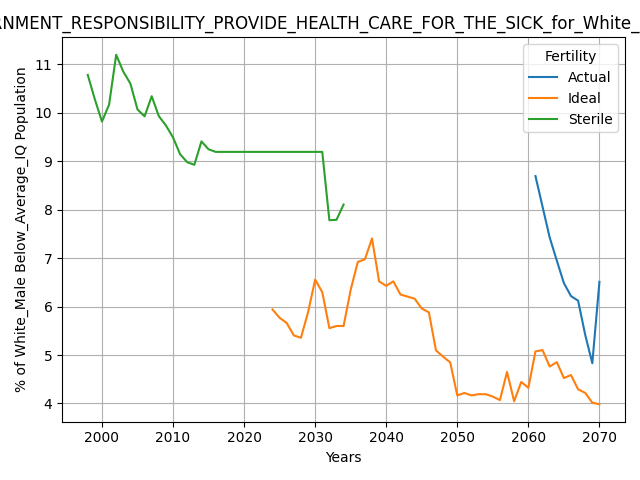 RNMENT_RESPONSIBILITY_PROVIDE_HEALTH_CARE_FOR_THE_SICK_for_White_
Fertility
Actual
Ideal
Sterile
% of White_Male Below_Average_IQ Population
11
10
9
8
7
6
5
4
2000 2010 2020 2030 2040 2050 2060 2070
Years